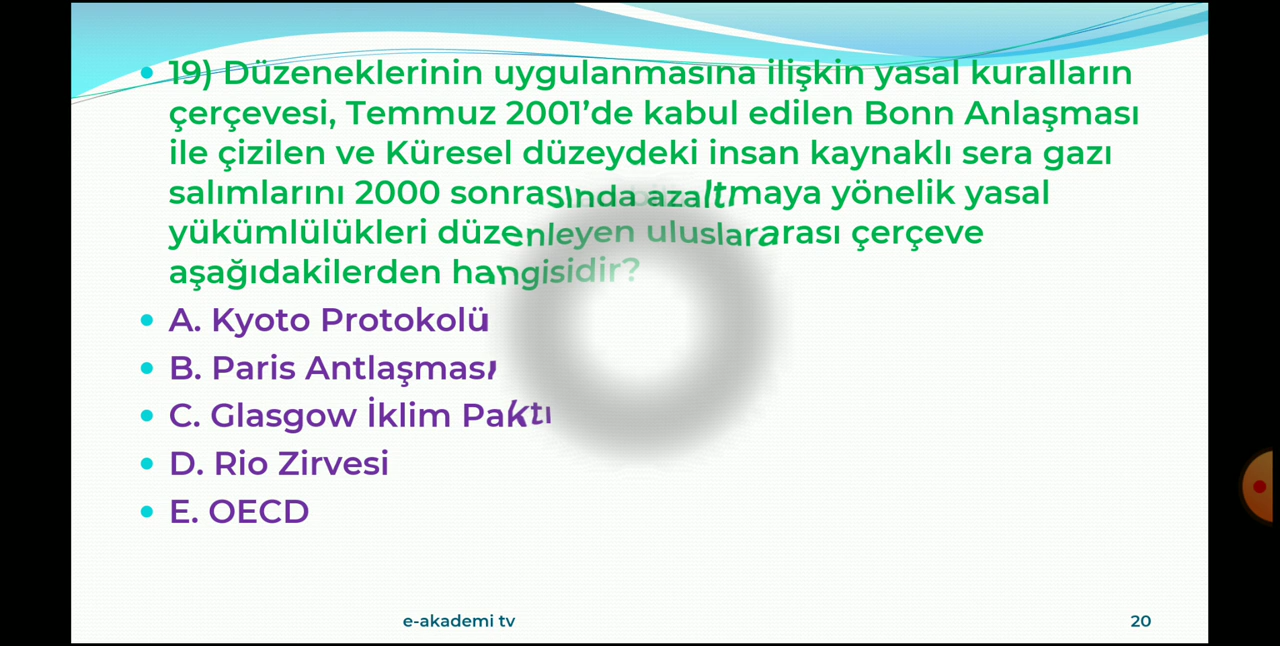 19) Düzeneklerinin uygulanmasına ilişkin yasal kuralların
çerçevesi, Temmuz 2001’de kabul edilen Bonn Anlaşması
ile çizilen ve Küresel düzeydeki insan kaynaklı sera gazı
salımlarını 2000 sonrasında azaltmaya yönelik yasal
yükümlülükleri düzenleyen uluslararası çerçeve
aşağıdakilerden hangisidir?
A. Kyoto Protokolü
B. Paris Antlaşması
C. Glasgow İklim Paktı
D. Rio Zirvesi
E. OECD
e-akademi tv 20